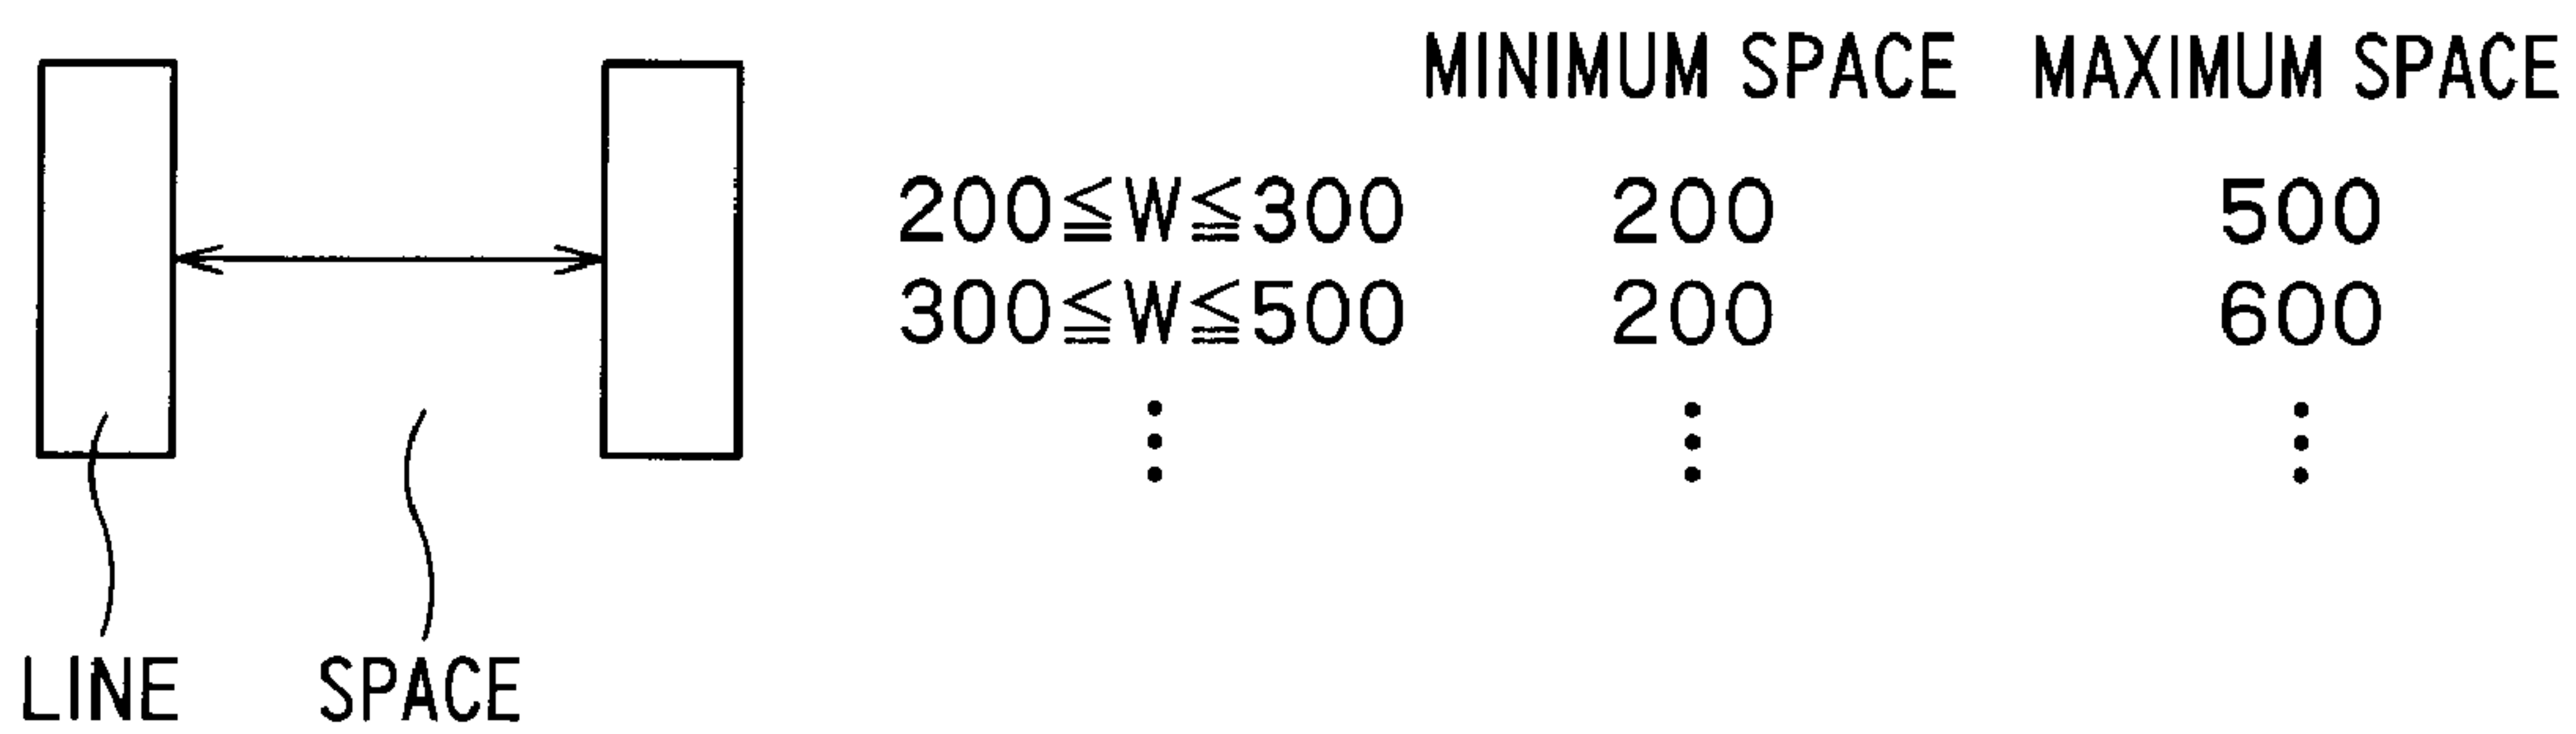 MINIMUM SPACE MAXIMUM SPACE
200≦W≦300 200 500
300≦W≦500 200 600
⋮ ⋮ ⋮
LINE SPACE